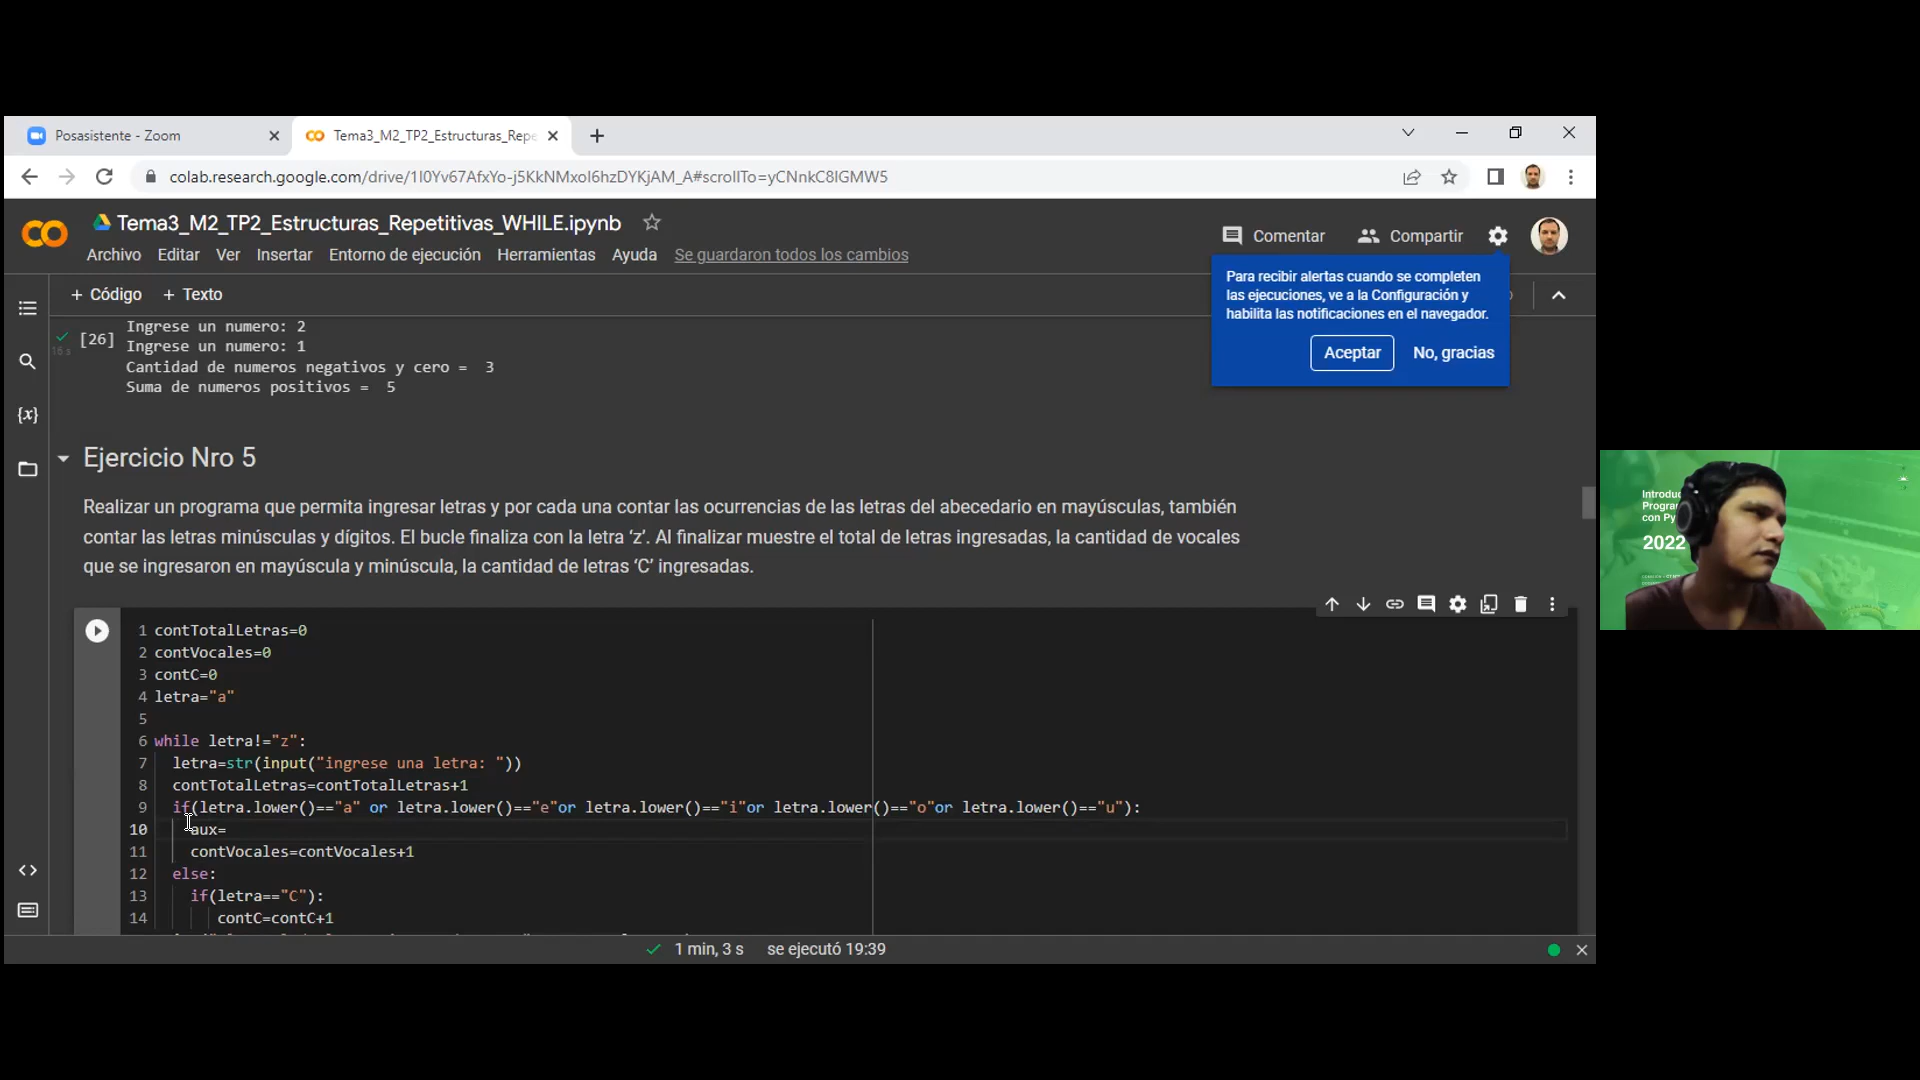 Posasistente - Zoom
Tema3_M2_TP2_Estructuras_Repe
colab.research.google.com/drive/1I0Yv67AfxYo-j5KkNMxoI6hzDYKjAM_A#scrollTo=yCNnkC8lGMW5
Tema3_M2_TP2_Estructuras_Repetitivas_WHILE.ipynb
Comentar
Compartir
Archivo Editar Ver Insertar Entorno de ejecución Herramientas Ayuda Se guardaron todos los cambios
+ Código + Texto
Para recibir alertas cuando se completen
las ejecuciones, ve a la Configuración y
habilita las notificaciones en el navegador.
Aceptar No, gracias
[26]
Ingrese un numero: 2
Ingrese un numero: 1
Cantidad de numeros negativos y cero =  3
Suma de numeros positivos =  5
Ejercicio Nro 5
Realizar un programa que permita ingresar letras y por cada una contar las ocurrencias de las letras del abecedario en mayúsculas, también
contar las letras minúsculas y dígitos. El bucle finaliza con la letra ‘z’. Al finalizar muestre el total de letras ingresadas, la cantidad de vocales
que se ingresaron en mayúscula y minúscula, la cantidad de letras ‘C’ ingresadas.
1 contTotalLetras=0
2 contVocales=0
3 contC=0
4 letra="a"
5
6 while letra!="z":
7 letra=str(input("ingrese una letra: "))
8 contTotalLetras=contTotalLetras+1
9 if(letra.lower()=="a" or letra.lower()=="e"or letra.lower()=="i"or letra.lower()=="o"or letra.lower()=="u"):
10 aux=
11 contVocales=contVocales+1
12 else:
13 if(letra=="C"):
14 contC=contC+1
1 min, 3 s se ejecutó 19:39
Introdu
Progra
con Py
2022